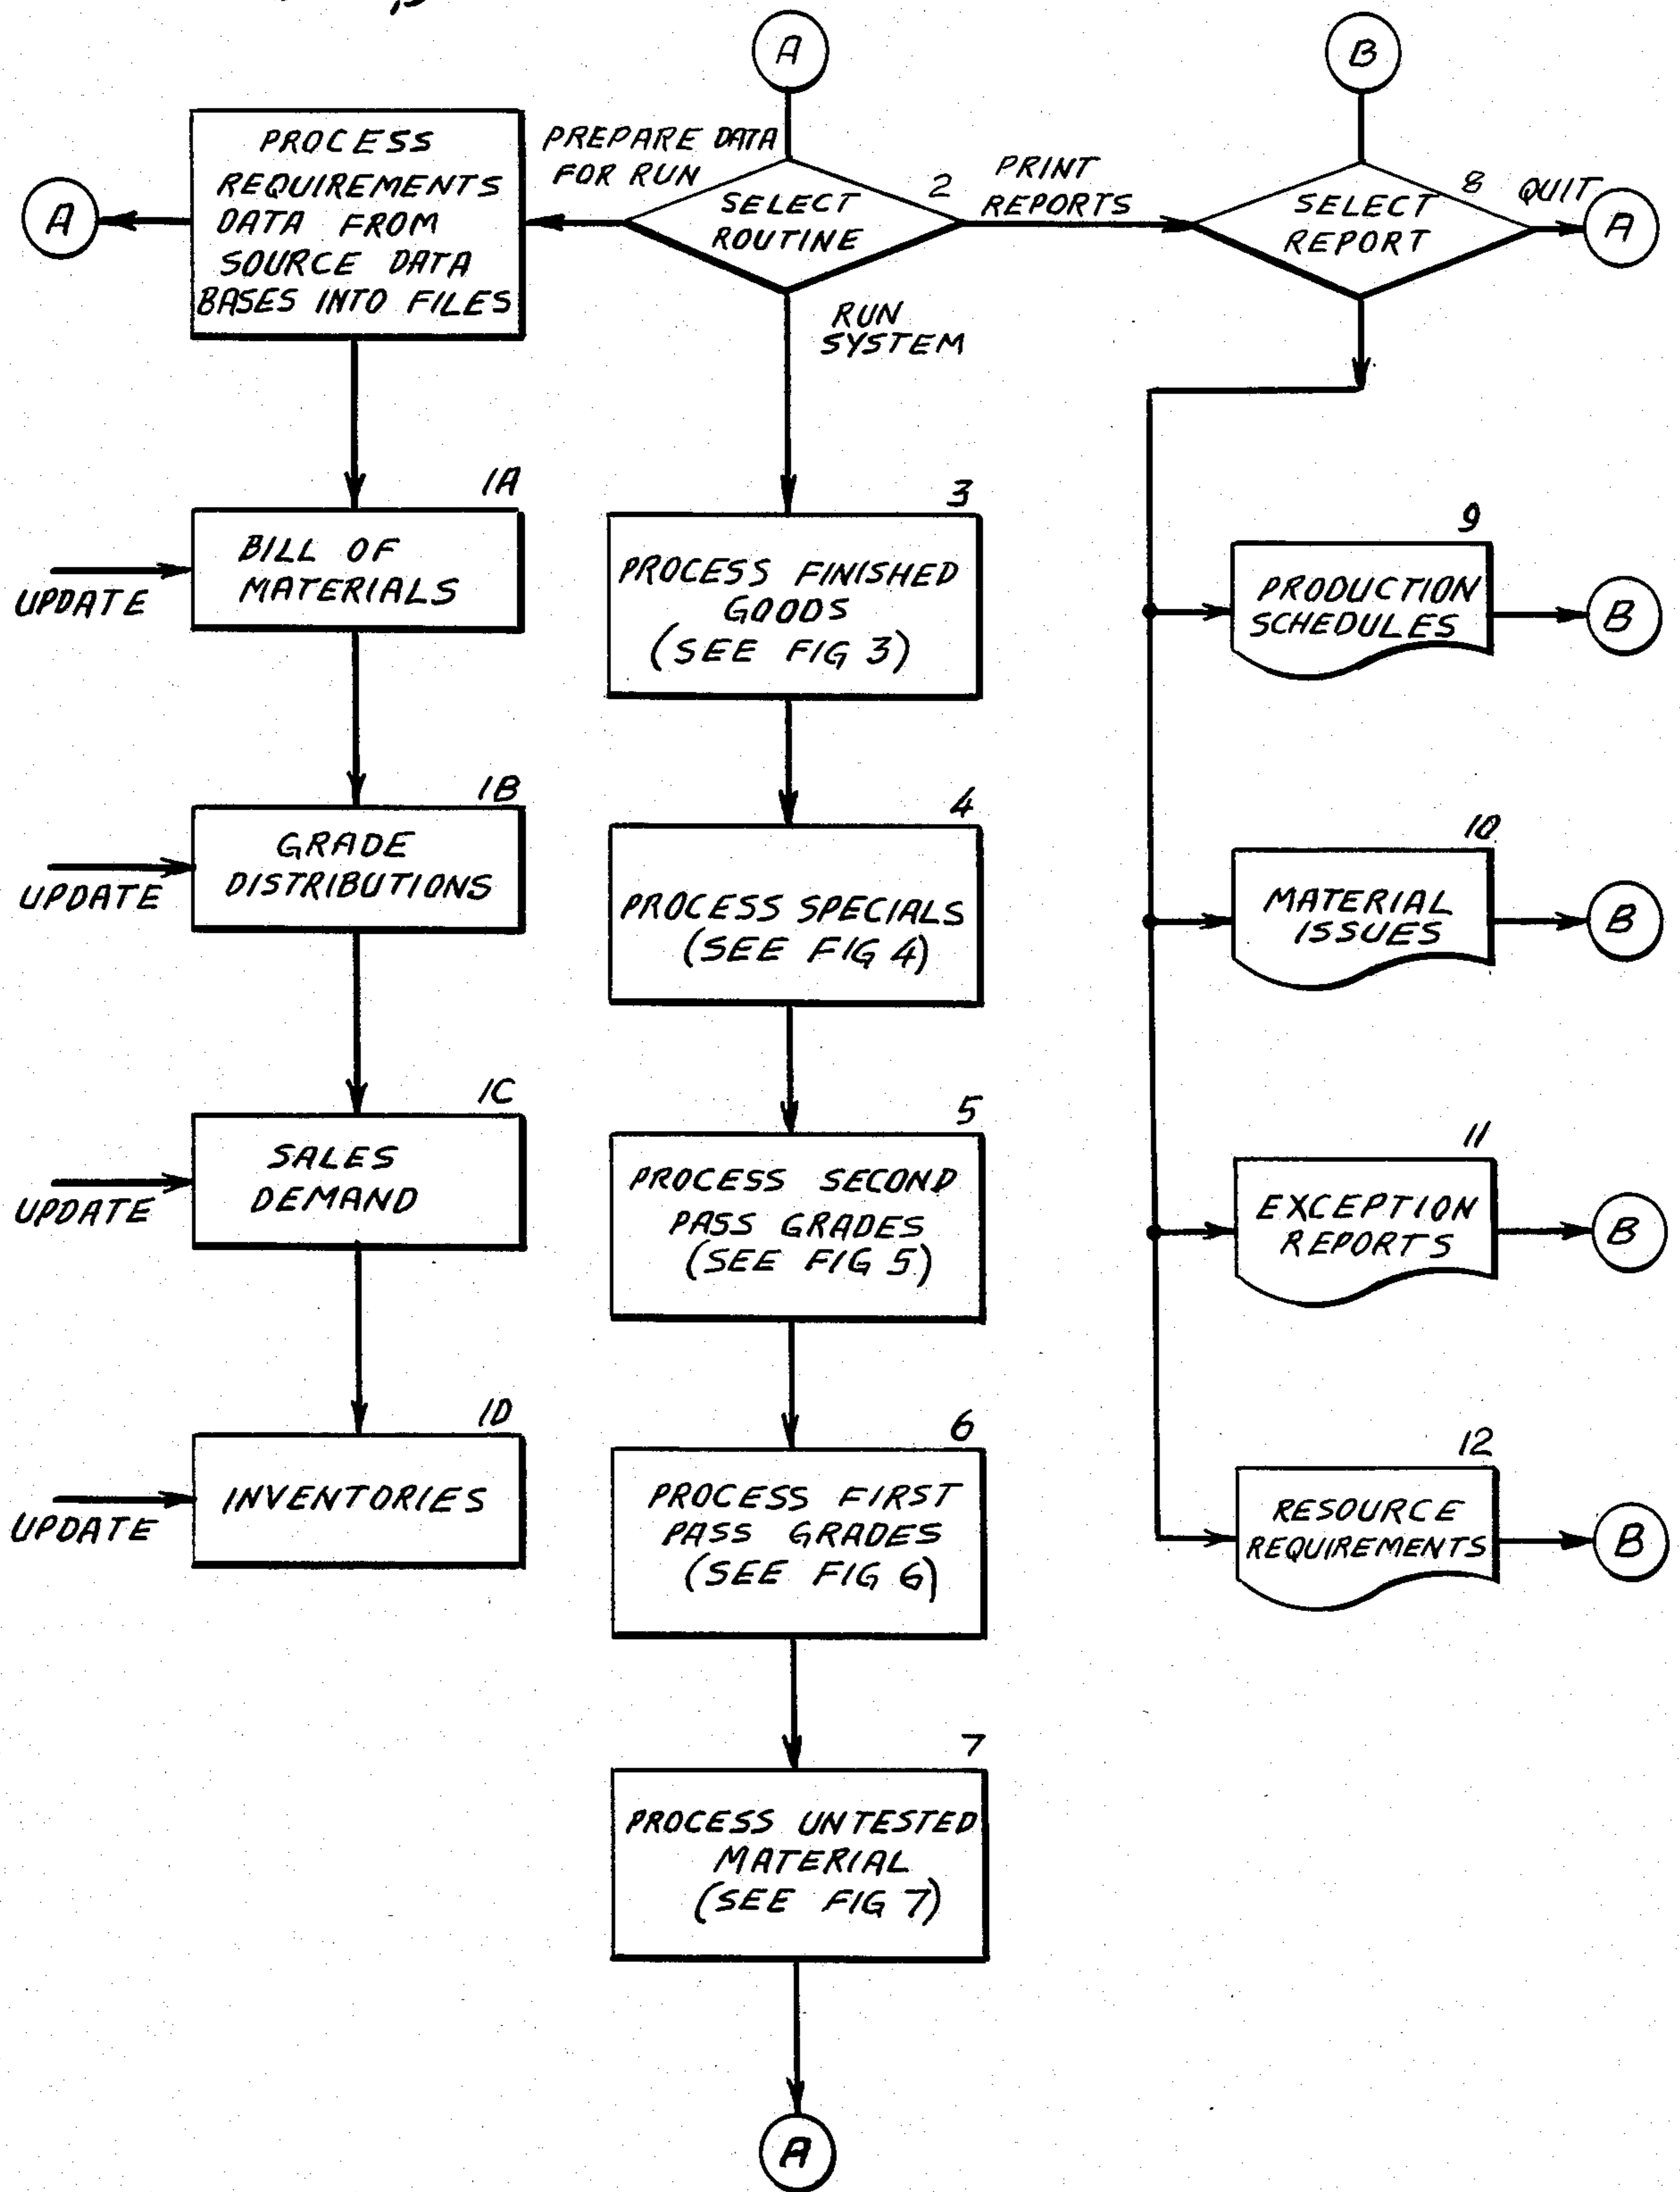 A
B
PROCESS
REQUIREMENTS
DATA FROM
SOURCE DATA
BASES INTO FILES
A
PREPARE DATA
FOR RUN
SELECT
ROUTINE
2
PRINT
REPORTS
RUN
SYSTEM
SELECT
REPORT
8
QUIT
A
1A
BILL OF
MATERIALS
UPDATE
1B
GRADE
DISTRIBUTIONS
UPDATE
1C
SALES
DEMAND
UPDATE
1D
INVENTORIES
UPDATE
3
PROCESS FINISHED
GOODS
(SEE FIG 3)
4
PROCESS SPECIALS
(SEE FIG 4)
5
PROCESS SECOND
PASS GRADES
(SEE FIG 5)
6
PROCESS FIRST
PASS GRADES
(SEE FIG 6)
7
PROCESS UNTESTED
MATERIAL
(SEE FIG 7)
A
9
PRODUCTION
SCHEDULES
B
10
MATERIAL
ISSUES
B
11
EXCEPTION
REPORTS
B
12
RESOURCE
REQUIREMENTS
B